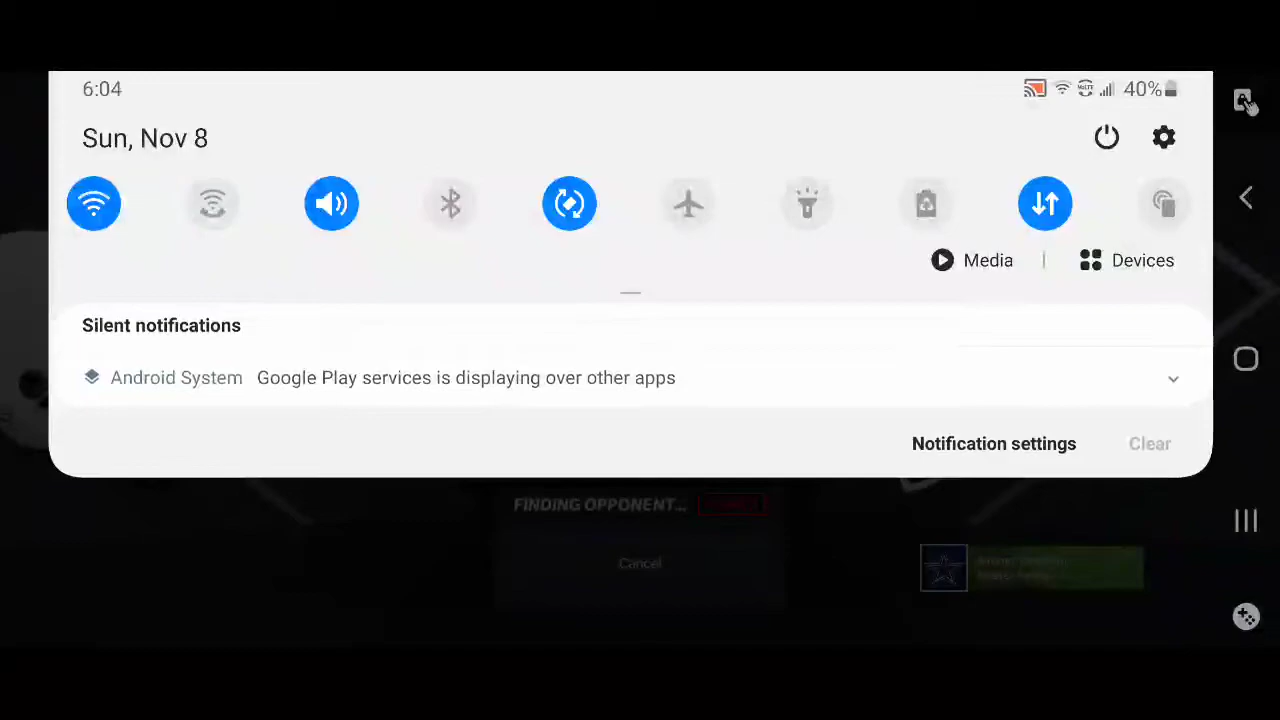 6:04
VoLTE
40%
Sun, Nov 8
Media | Devices
Silent notifications
Android System Google Play services is displaying over other apps
Notification settings Clear
FINDING OPPONENT...
Cancel